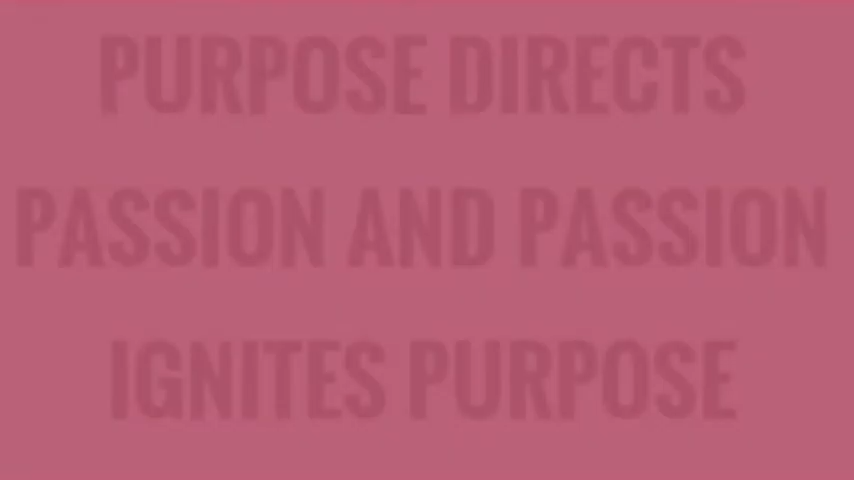 PURPOSE DIRECTS
PASSION AND PASSION
IGNITES PURPOSE